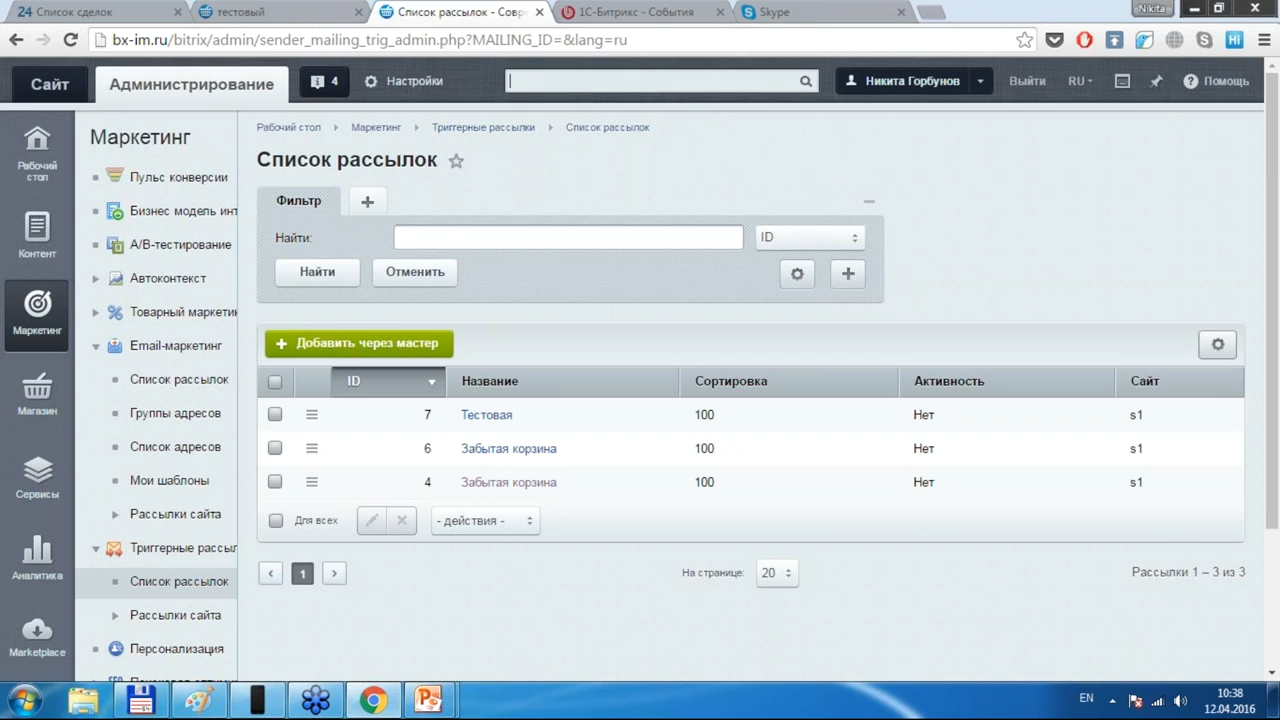 24 Список сделок
тестовый
Список рассылок - Совре
1С-Битрикс - События
Skype
Nikita
bx-im.ru/bitrix/admin/sender_mailing_trig_admin.php?MAILING_ID=&lang=ru
Hi
Сайт
Администрирование
4
Настройки
Никита Горбунов
Выйти
RU
Помощь
Рабочий стол
Контент
Маркетинг
Магазин
Сервисы
Аналитика
Marketplace
Маркетинг
Пульс конверсии
Бизнес модель инт
A/B-тестирование
Автоконтекст
Товарный маркетин
Email-маркетинг
Список рассылок
Группы адресов
Список адресов
Мои шаблоны
Рассылки сайта
Триггерные рассыл
Список рассылок
Рассылки сайта
Персонализация
Рабочий стол
Маркетинг
Триггерные рассылки
Список рассылок
Список рассылок
Фильтр
+
Найти:
ID
Найти
Отменить
+ Добавить через мастер
ID Название Сортировка Активность Сайт
7 Тестовая 100 Нет s1
6 Забытая корзина 100 Нет s1
4 Забытая корзина 100 Нет s1
Для всех
- действия -
1
На странице: 20
Рассылки 1 – 3 из 3
EN
10:38
12.04.2016